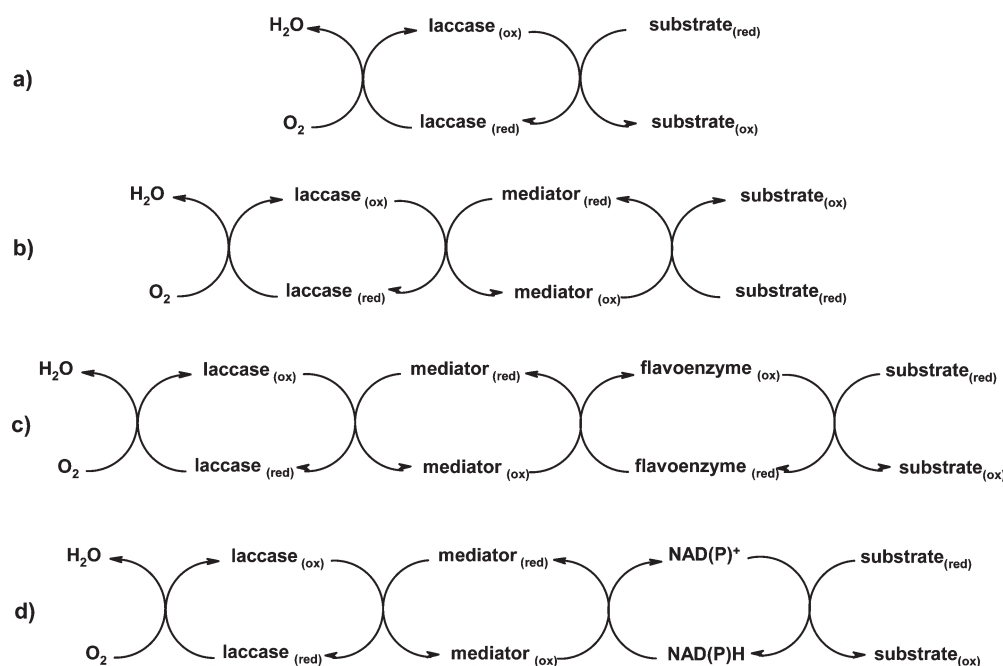 H₂O laccase (ox) substrate(red)
a)
O₂ laccase (red) substrate(ox)
H₂O laccase (ox) mediator (red) substrate(ox)
b)
O₂ laccase (red) mediator (ox) substrate(red)
H₂O laccase (ox) mediator (red) flavoenzyme (ox) substrate(red)
c)
O₂ laccase (red) mediator (ox) flavoenzyme (red) substrate(ox)
H₂O laccase (ox) mediator (red) NAD(P)⁺ substrate(red)
d)
O₂ laccase (red) mediator (ox) NAD(P)H substrate(ox)